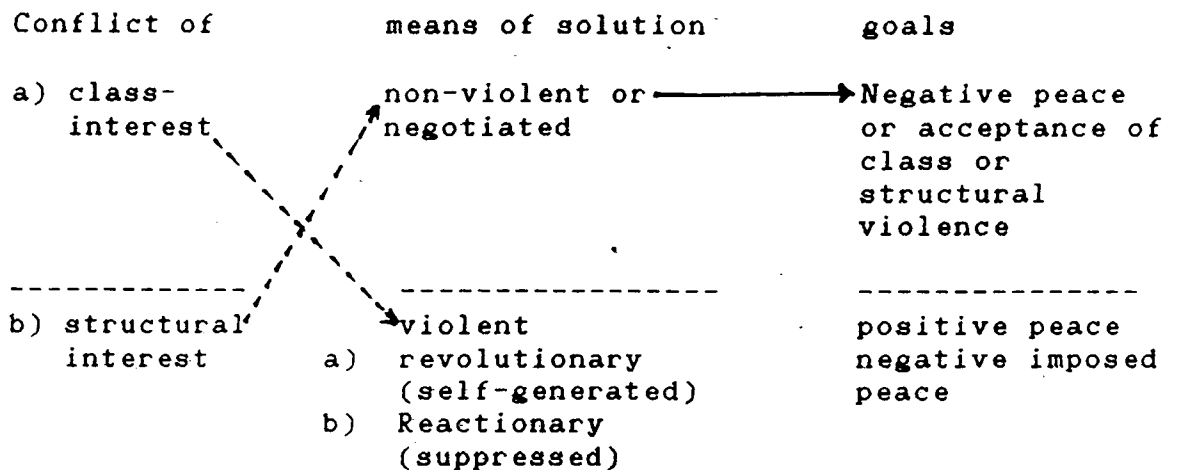 Conflict of means of solution goals
a) class- non-violent or Negative peace
interest negotiated or acceptance of
class or
structural
violence
b) structural violent positive peace
interest a) revolutionary negative imposed
(self-generated) peace
b) Reactionary
(suppressed)